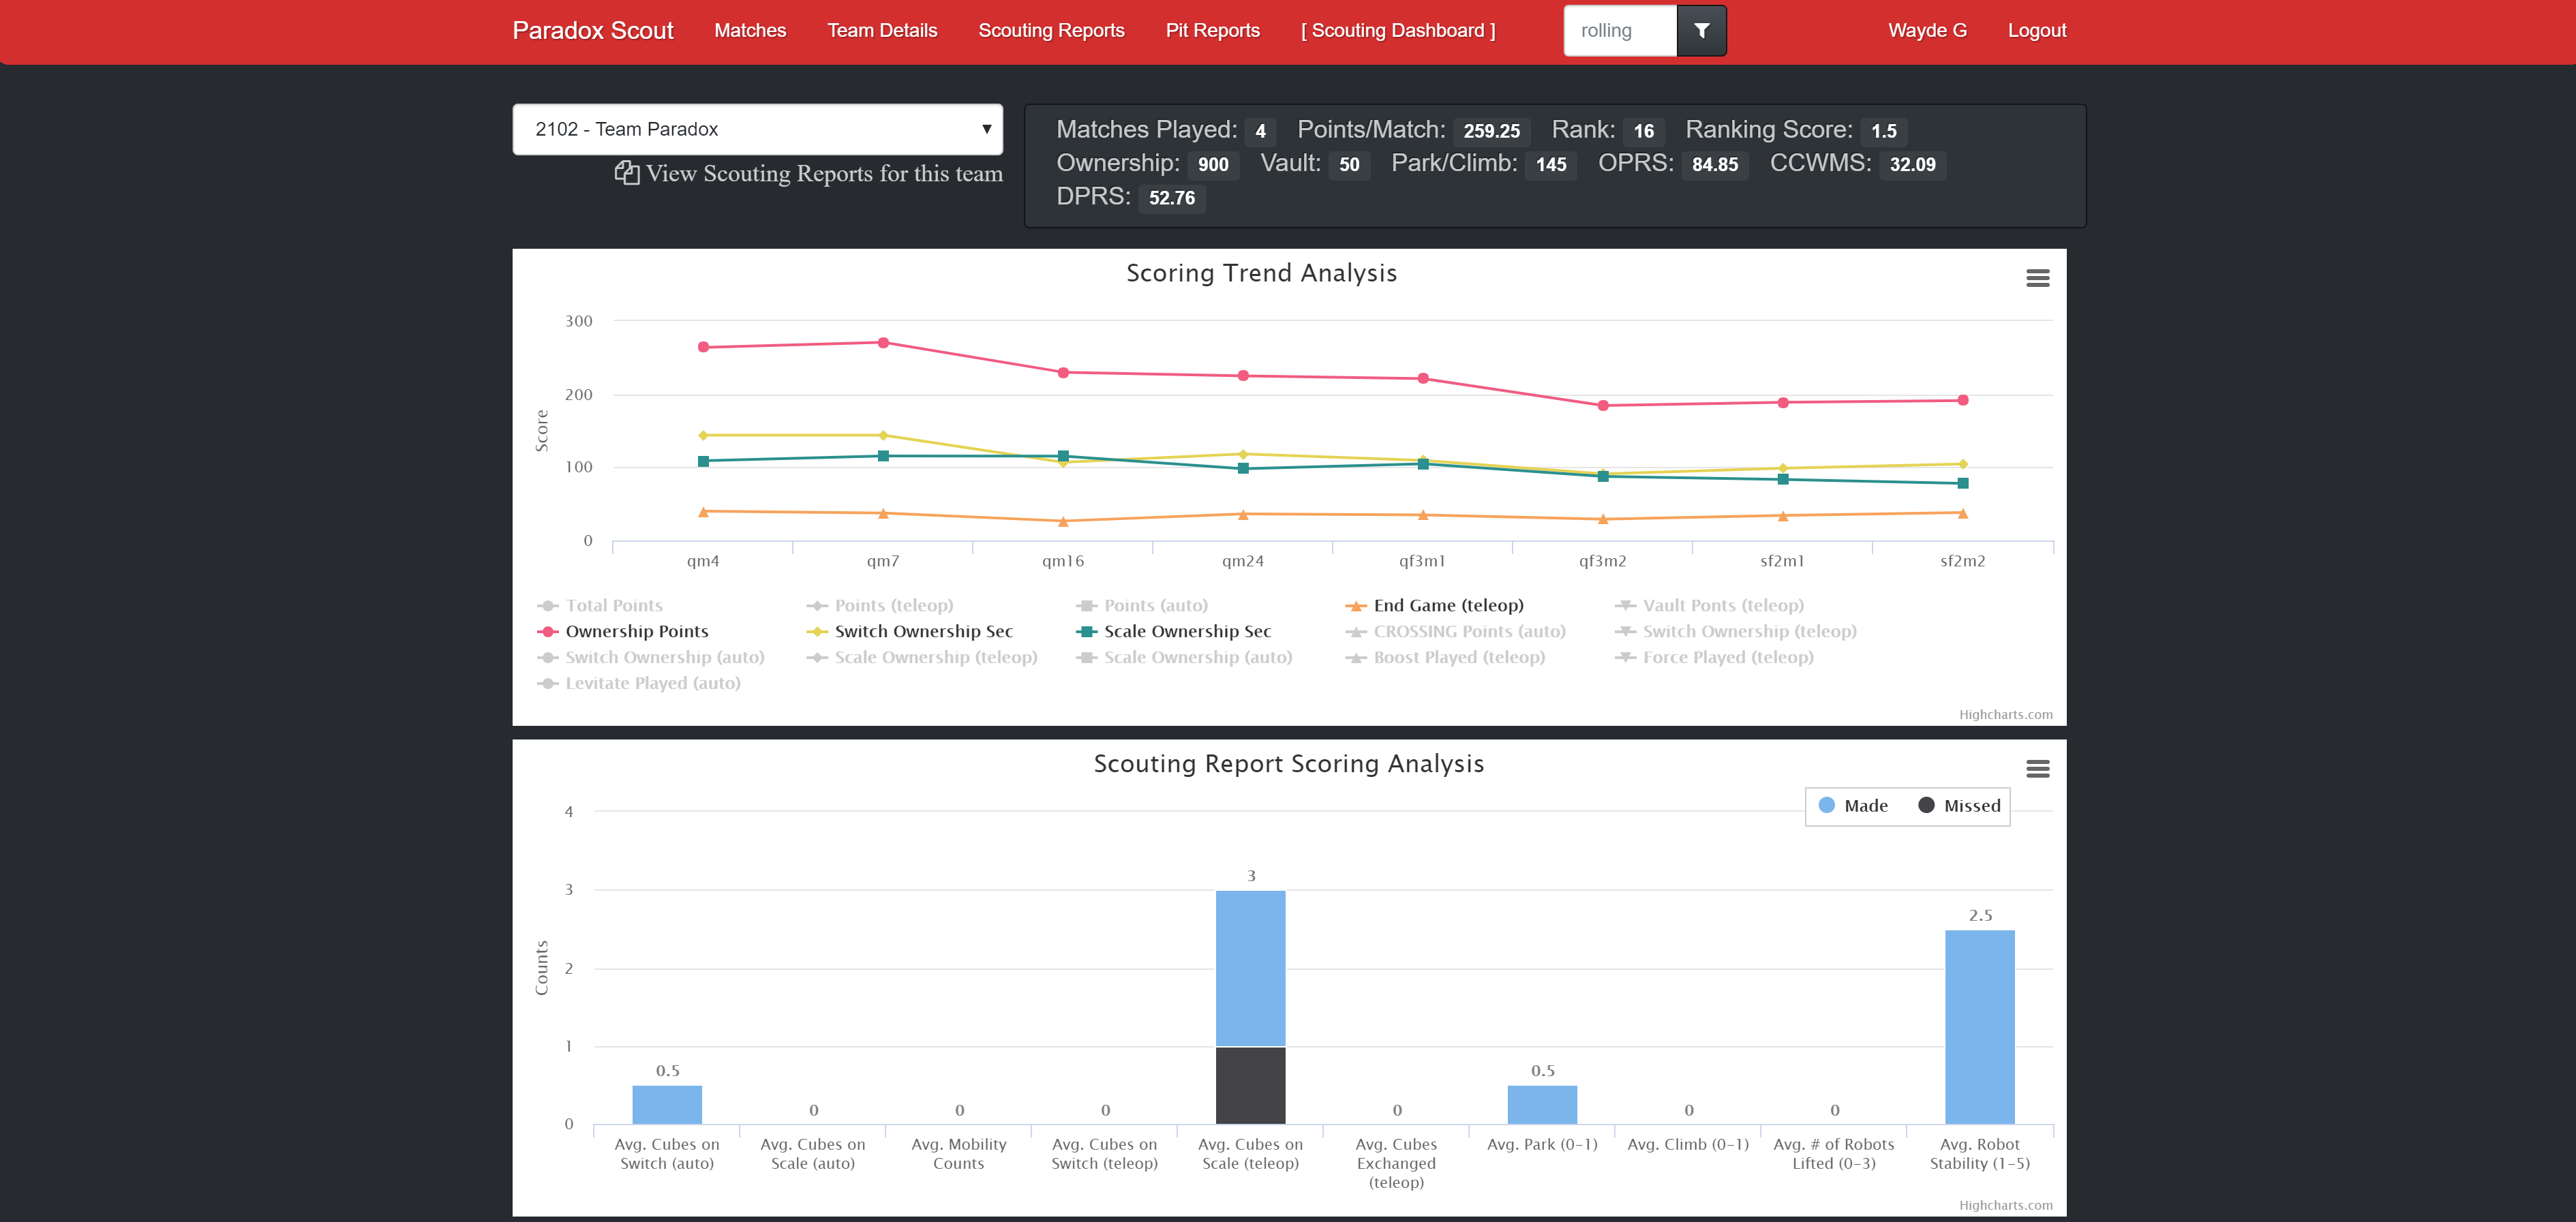 Paradox Scout Matches Team Details Scouting Reports Pit Reports [ Scouting Dashboard ] rolling Wayde G Logout
2102 - Team Paradox
View Scouting Reports for this team
Matches Played: 4 Points/Match: 259.25 Rank: 16 Ranking Score: 1.5
Ownership: 900 Vault: 50 Park/Climb: 145 OPRS: 84.85 CCWMS: 32.09
DPRS: 52.76
Scoring Trend Analysis
Score
300
200
100
0
qm4 qm7 qm16 qm24 qf3m1 qf3m2 sf2m1 sf2m2
Total Points Points (teleop) Points (auto) End Game (teleop) Vault Ponts (teleop)
Ownership Points Switch Ownership Sec Scale Ownership Sec CROSSING Points (auto) Switch Ownership (teleop)
Switch Ownership (auto) Scale Ownership (teleop) Scale Ownership (auto) Boost Played (teleop) Force Played (teleop)
Levitate Played (auto)
Highcharts.com
Scouting Report Scoring Analysis
Made Missed
Counts
4
3
2
1
0
0.5 0 0 0 3 0 0.5 0 0 2.5
Avg. Cubes on Switch (auto)
Avg. Cubes on Scale (auto)
Avg. Mobility Counts
Avg. Cubes on Switch (teleop)
Avg. Cubes on Scale (teleop)
Avg. Cubes Exchanged (teleop)
Avg. Park (0-1)
Avg. Climb (0-1)
Avg. # of Robots Lifted (0-3)
Avg. Robot Stability (1-5)
Highcharts.com